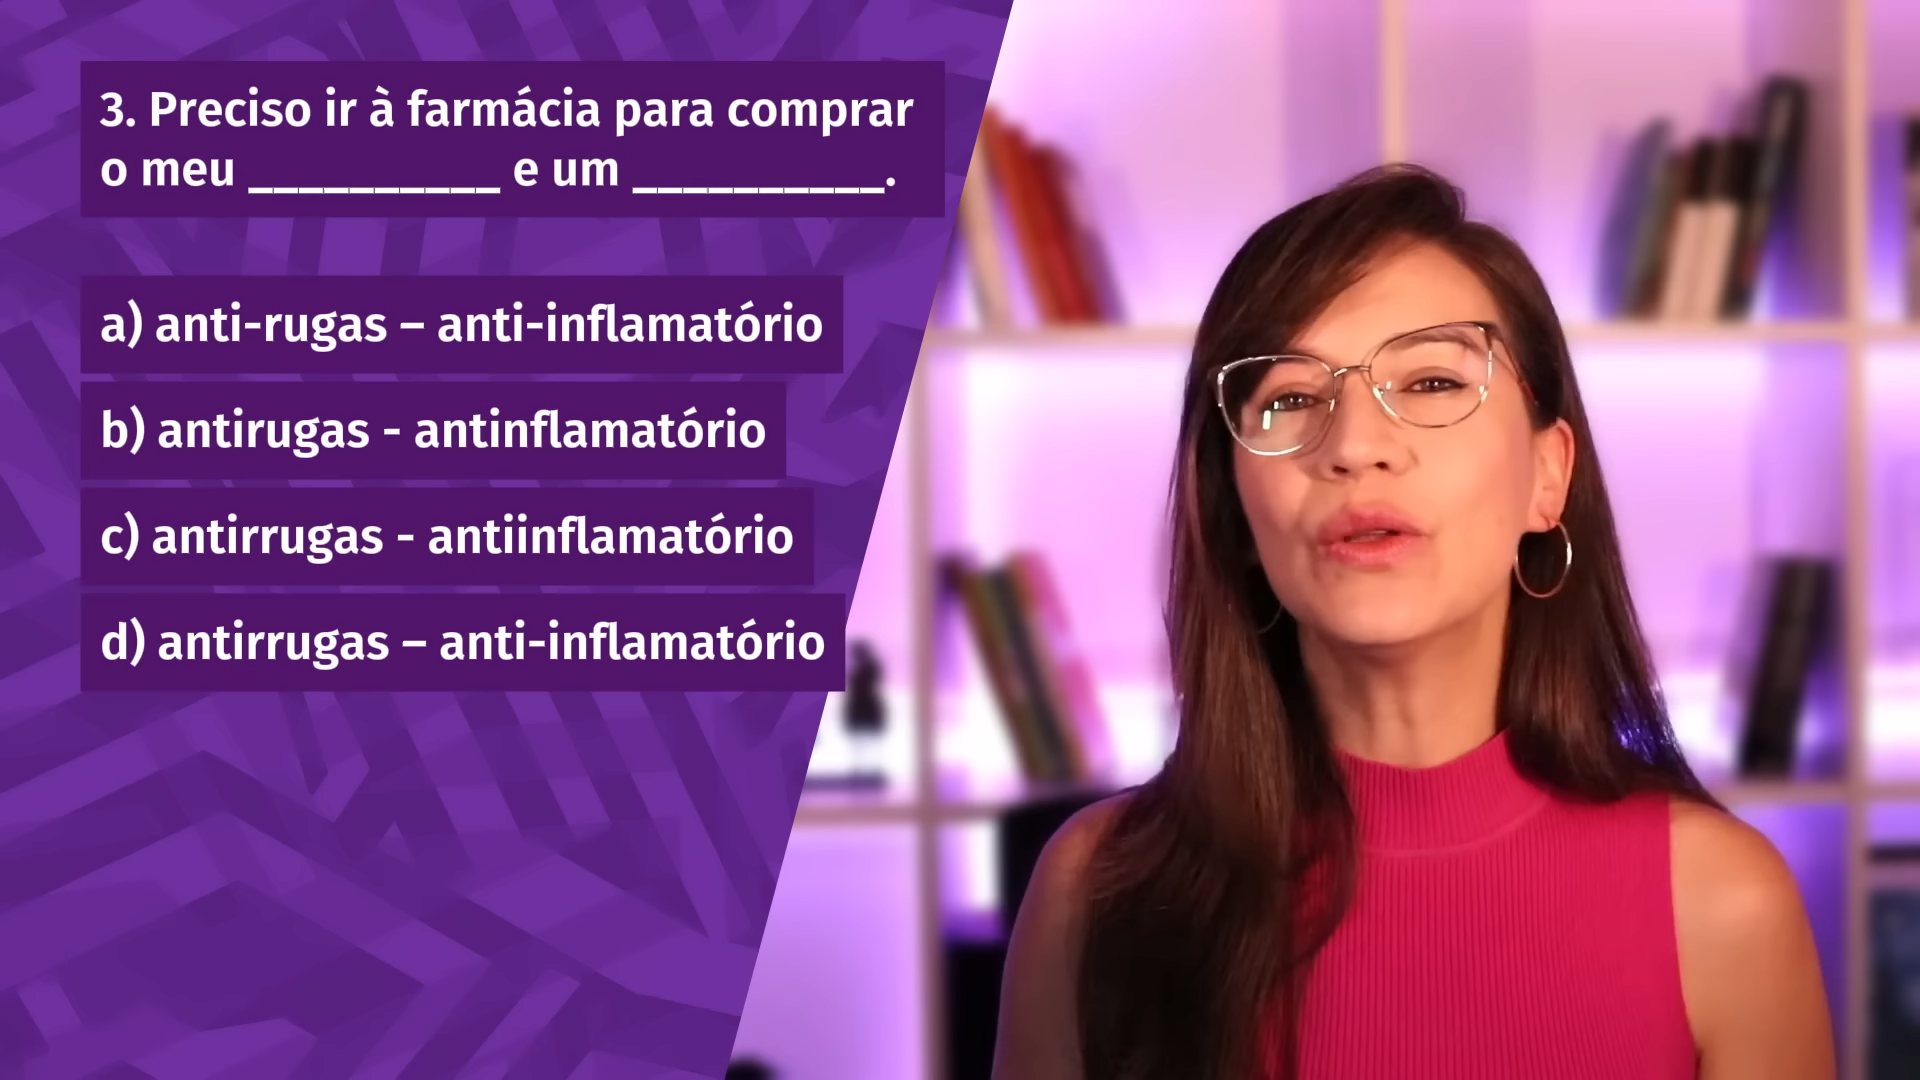 3. Preciso ir à farmácia para comprar
o meu __________ e um __________.
a) anti-rugas – anti-inflamatório
b) antirugas - antinflamatório
c) antirrugas - antiinflamatório
d) antirrugas – anti-inflamatório